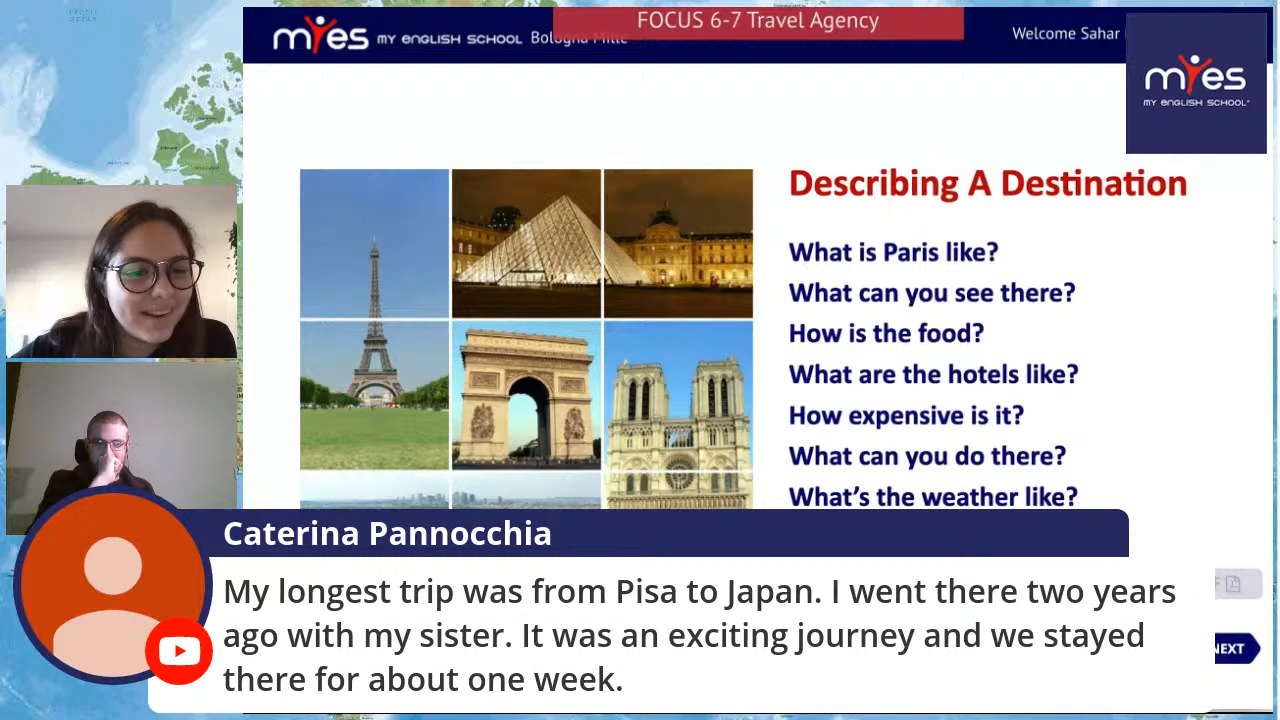 FOCUS 6-7 Travel Agency
myes MY ENGLISH SCHOOL Bologna Mille
Welcome Sahar
myes
MY ENGLISH SCHOOL
Describing A Destination
What is Paris like?
What can you see there?
How is the food?
What are the hotels like?
How expensive is it?
What can you do there?
What's the weather like?
Caterina Pannocchia
My longest trip was from Pisa to Japan. I went there two years
ago with my sister. It was an exciting journey and we stayed
there for about one week.
NEXT